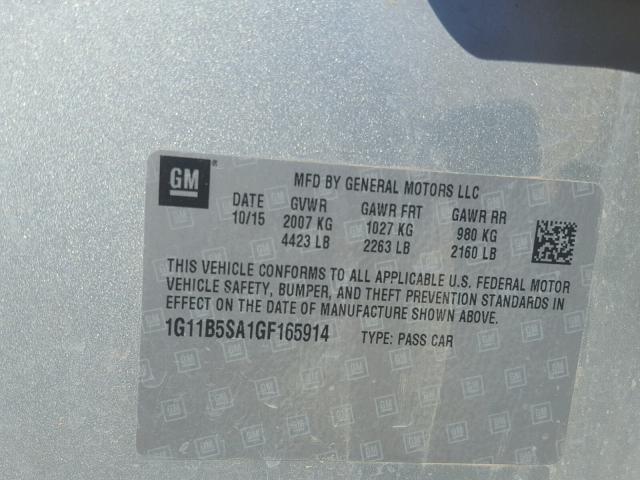 GM ®
MFD BY GENERAL MOTORS LLC
DATE GVWR GAWR FRT GAWR RR
10/15 2007 KG 1027 KG 980 KG
4423 LB 2263 LB 2160 LB
THIS VEHICLE CONFORMS TO ALL APPLICABLE U.S. FEDERAL MOTOR
VEHICLE SAFETY, BUMPER, AND THEFT PREVENTION STANDARDS IN
EFFECT ON THE DATE OF MANUFACTURE SHOWN ABOVE.
1G11B5SA1GF165914 TYPE: PASS CAR